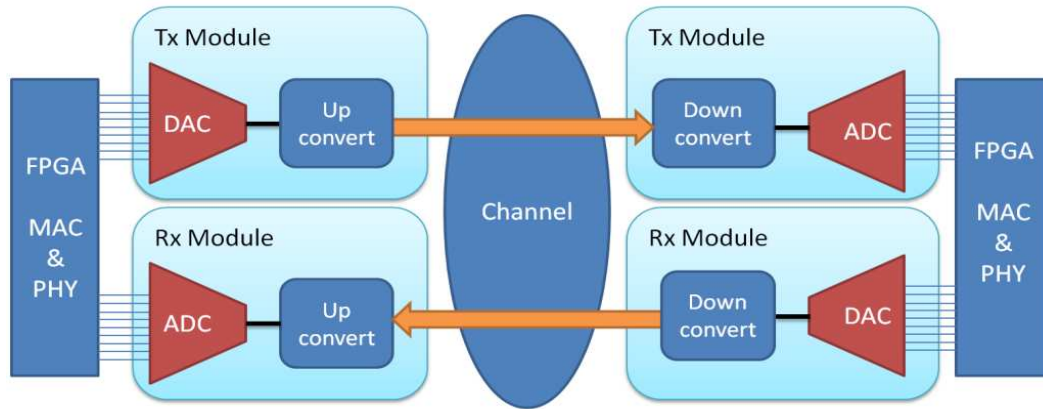 Tx Module
DAC
Up
convert
Tx Module
Down
convert
ADC
FPGA
MAC
&
PHY
Channel
FPGA
MAC
&
PHY
Rx Module
ADC
Up
convert
Rx Module
Down
convert
DAC